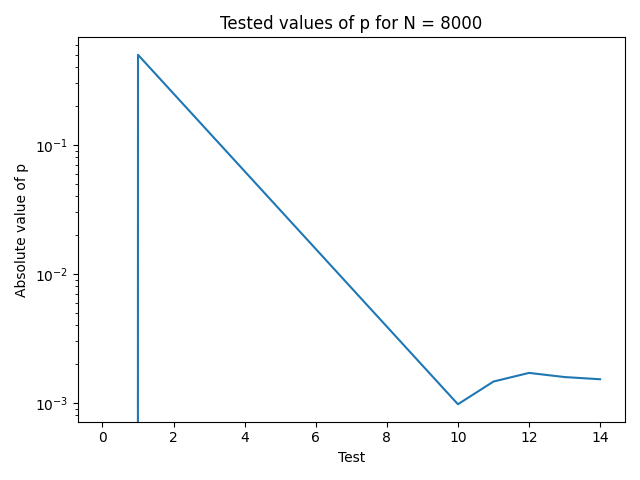 Tested values of p for N = 8000
Absolute value of p
10⁻¹
10⁻²
10⁻³
0 2 4 6 8 10 12 14
Test